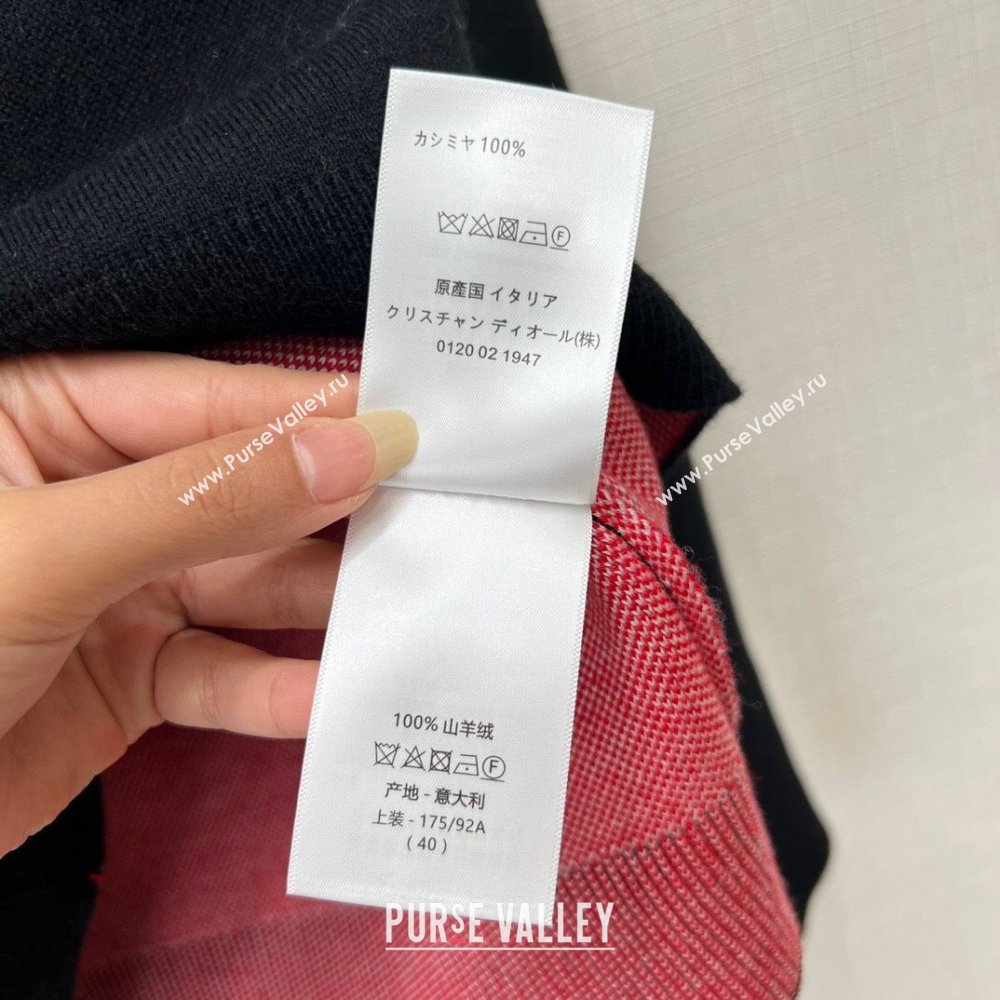 カシミヤ 100%
F
原產国 イタリア
クリスチャン ディオール(株)
0120 02 1947
www.PurseValley.ru
www.PurseValley.ru
100% 山羊绒
F
产地 - 意大利
上装 - 175/92A
( 40 )
PURSE VALLEY